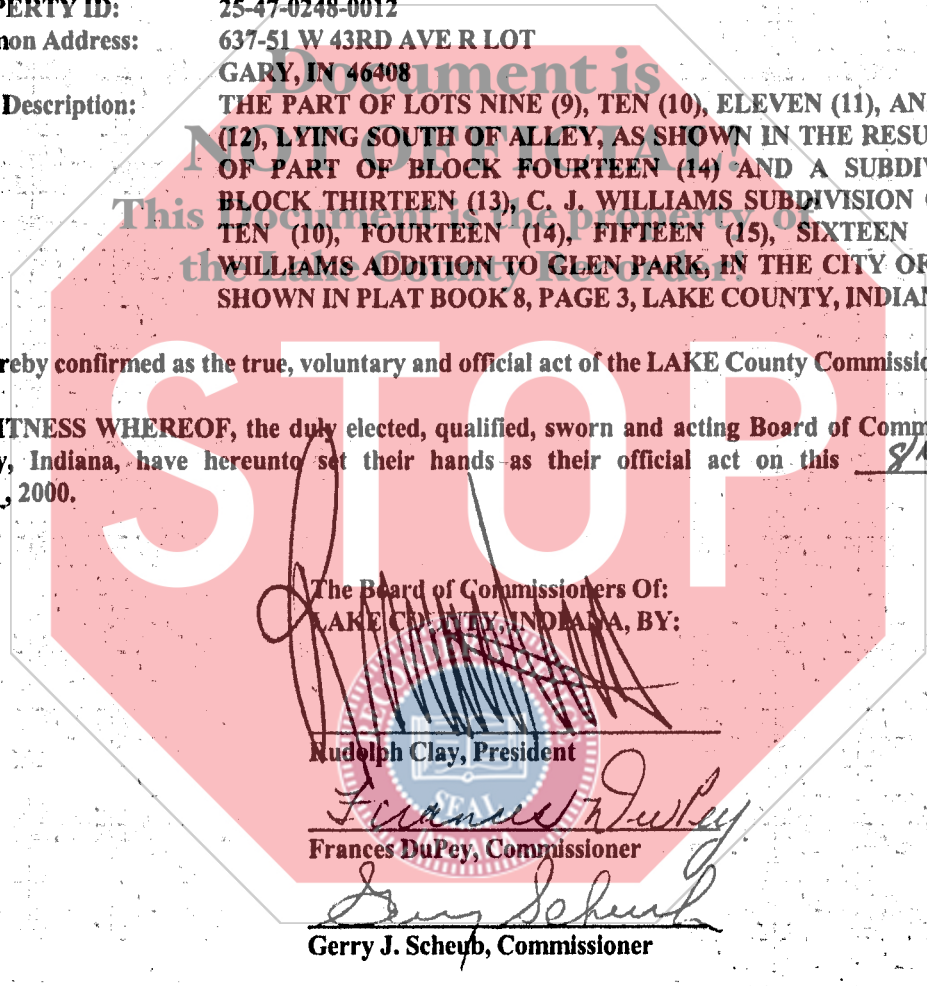 PERTY ID: 25-47-0248-0012
mon Address: 637-51 W 43RD AVE R LOT
GARY, IN 46408
Description: THE PART OF LOTS NINE (9), TEN (10), ELEVEN (11), AN
(12), LYING SOUTH OF ALLEY, AS SHOWN IN THE RESU
OF PART OF BLOCK FOURTEEN (14) AND A SUBDI
BLOCK THIRTEEN (13), C. J. WILLIAMS SUBDIVISION
TEN (10), FOURTEEN (14), FIFTEEN (15), SIXTEEN
WILLIAMS ADDITION TO GLEN PARK, IN THE CITY OF
SHOWN IN PLAT BOOK 8, PAGE 3, LAKE COUNTY, INDIAN
Document is
NOT OFFICIAL!
This Document is the property of
the Lake County Recorder!
reby confirmed as the true, voluntary and official act of the LAKE County Commissio
ITNESS WHEREOF, the duly elected, qualified, sworn and acting Board of Comm
y, Indiana, have hereunto set their hands as their official act on this
, 2000.
STOP
The Board of Commissioners Of:
LAKE COUNTY, INDIANA, BY:
Rudolph Clay, President
SEAL
INDIANA
Frances DuPey
Frances DuPey, Commissioner
Gerry Scheub
Gerry J. Scheub, Commissioner